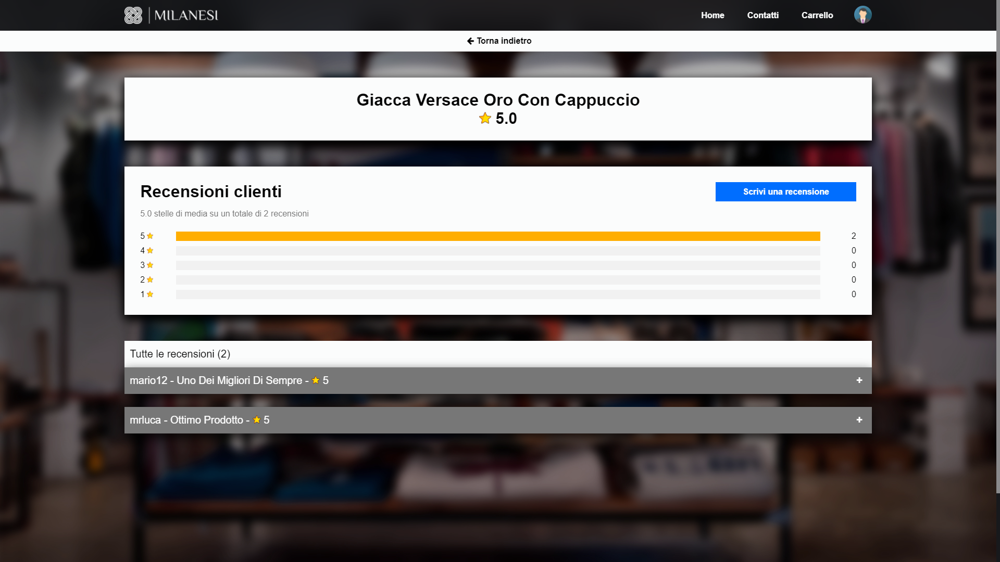 MILANESI
Home
Contatti
Carrello
Torna indietro
Giacca Versace Oro Con Cappuccio
5.0
Recensioni clienti
Scrivi una recensione
5.0 stelle di media su un totale di 2 recensioni
5 2
4 0
3 0
2 0
1 0
Tutte le recensioni (2)
mario12 - Uno Dei Migliori Di Sempre - 5 +
mrluca - Ottimo Prodotto - 5 +